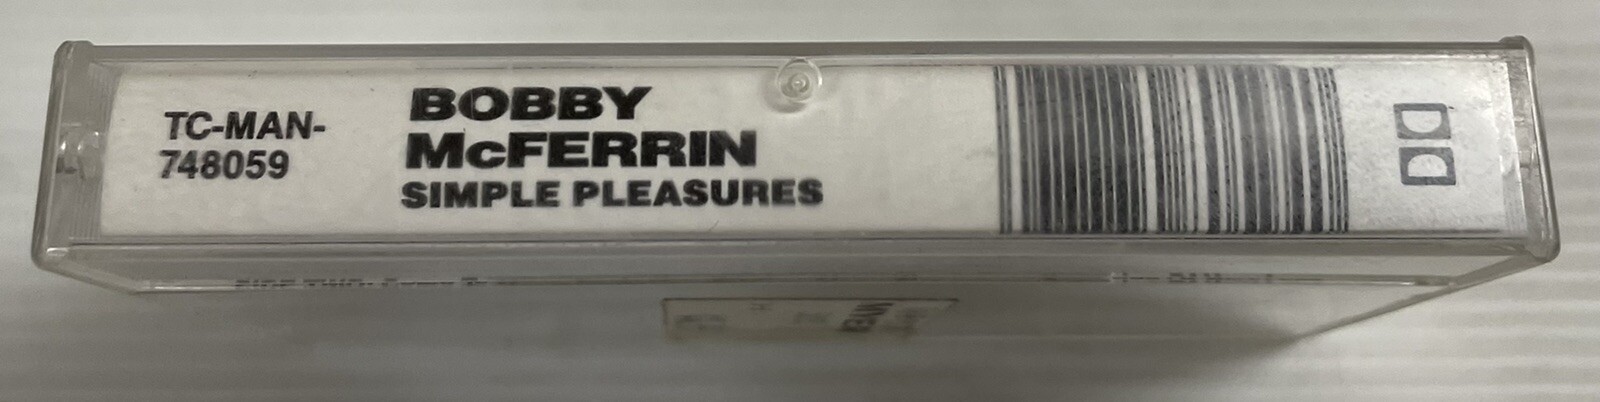 TC-MAN-
748059
BOBBY
McFERRIN
SIMPLE PLEASURES